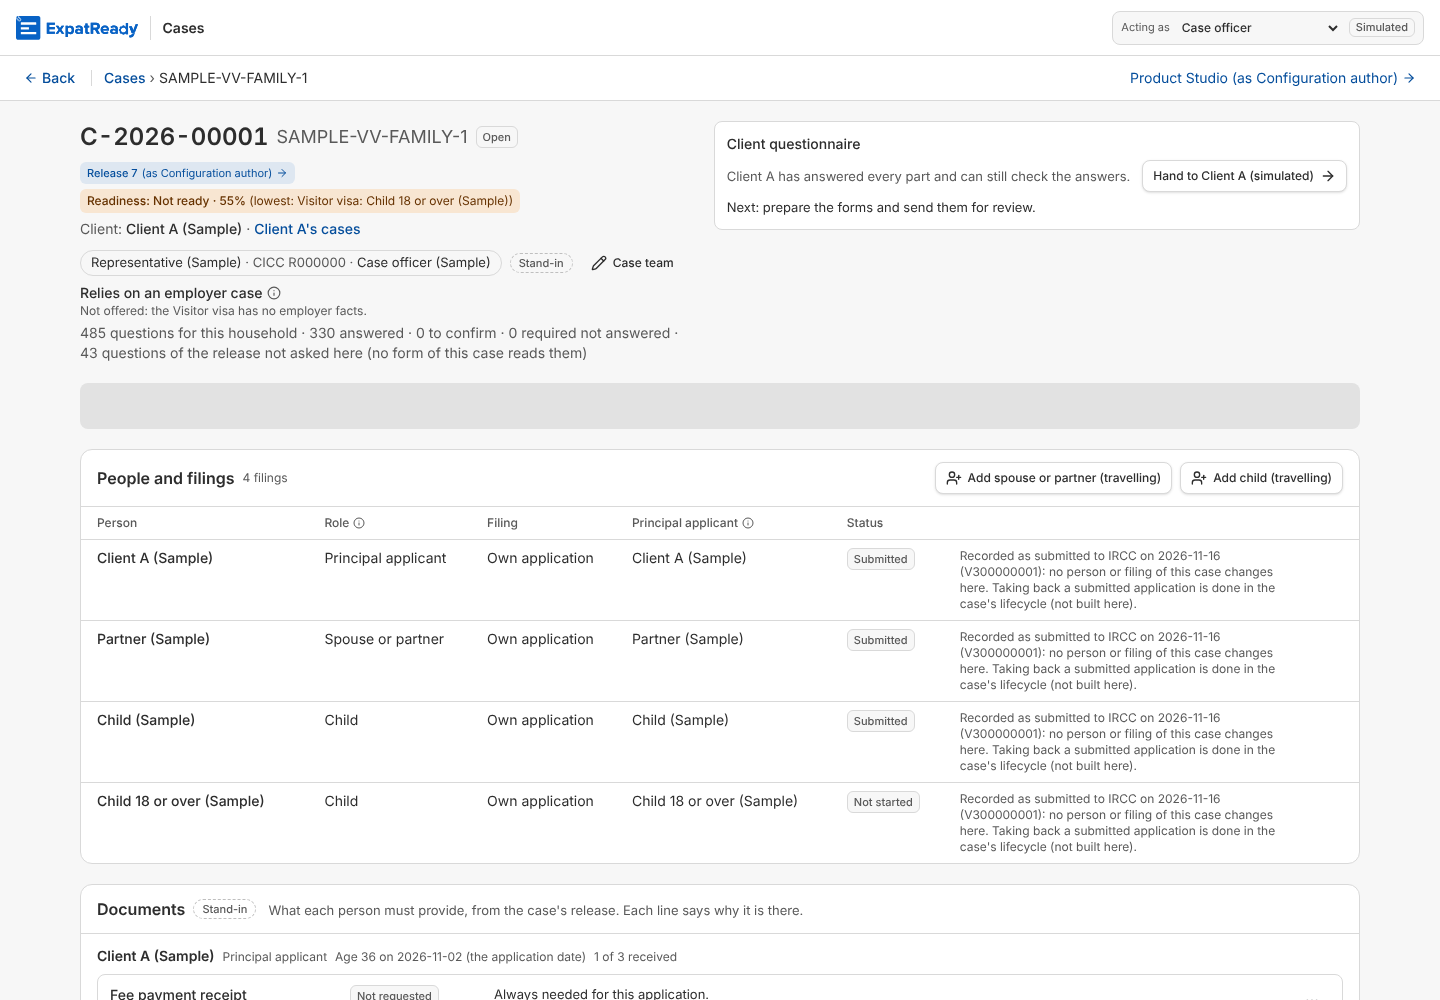 ExpatReady
Cases
Acting as Case officer Simulated
← Back Cases › SAMPLE-VV-FAMILY-1
Product Studio (as Configuration author) →
C-2026-00001 SAMPLE-VV-FAMILY-1 Open
Release 7 (as Configuration author) →
Readiness: Not ready · 55% (lowest: Visitor visa: Child 18 or over (Sample))
Client: Client A (Sample) · Client A's cases
Representative (Sample) · CICC R000000 · Case officer (Sample) Stand-in Case team
Relies on an employer case
Not offered: the Visitor visa has no employer facts.
485 questions for this household · 330 answered · 0 to confirm · 0 required not answered ·
43 questions of the release not asked here (no form of this case reads them)
Client questionnaire
Client A has answered every part and can still check the answers.
Hand to Client A (simulated) →
Next: prepare the forms and send them for review.
People and filings 4 filings
Add spouse or partner (travelling)
Add child (travelling)
Person Role Filing Principal applicant Status
Client A (Sample) Principal applicant Own application Client A (Sample) Submitted
Recorded as submitted to IRCC on 2026-11-16
(V300000001): no person or filing of this case changes
here. Taking back a submitted application is done in the
case's lifecycle (not built here).
Partner (Sample) Spouse or partner Own application Partner (Sample) Submitted
Recorded as submitted to IRCC on 2026-11-16
(V300000001): no person or filing of this case changes
here. Taking back a submitted application is done in the
case's lifecycle (not built here).
Child (Sample) Child Own application Child (Sample) Submitted
Recorded as submitted to IRCC on 2026-11-16
(V300000001): no person or filing of this case changes
here. Taking back a submitted application is done in the
case's lifecycle (not built here).
Child 18 or over (Sample) Child Own application Child 18 or over (Sample) Not started
Recorded as submitted to IRCC on 2026-11-16
(V300000001): no person or filing of this case changes
here. Taking back a submitted application is done in the
case's lifecycle (not built here).
Documents Stand-in What each person must provide, from the case's release. Each line says why it is there.
Client A (Sample) Principal applicant Age 36 on 2026-11-02 (the application date) 1 of 3 received
Fee payment receipt Not requested Always needed for this application.